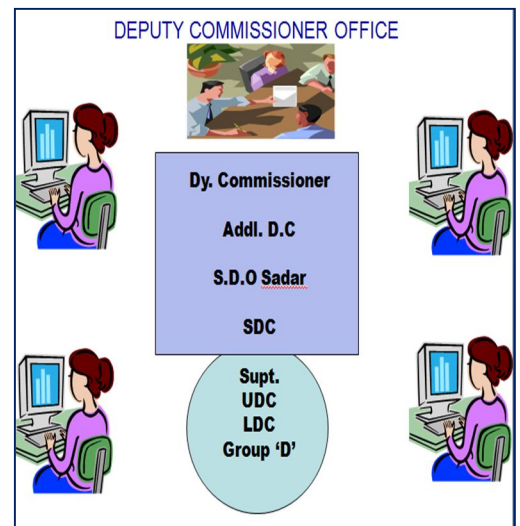 DEPUTY COMMISSIONER OFFICE
Dy. Commissioner
Addl. D.C
S.D.O Sadar
SDC
Supt.
UDC
LDC
Group ‘D’